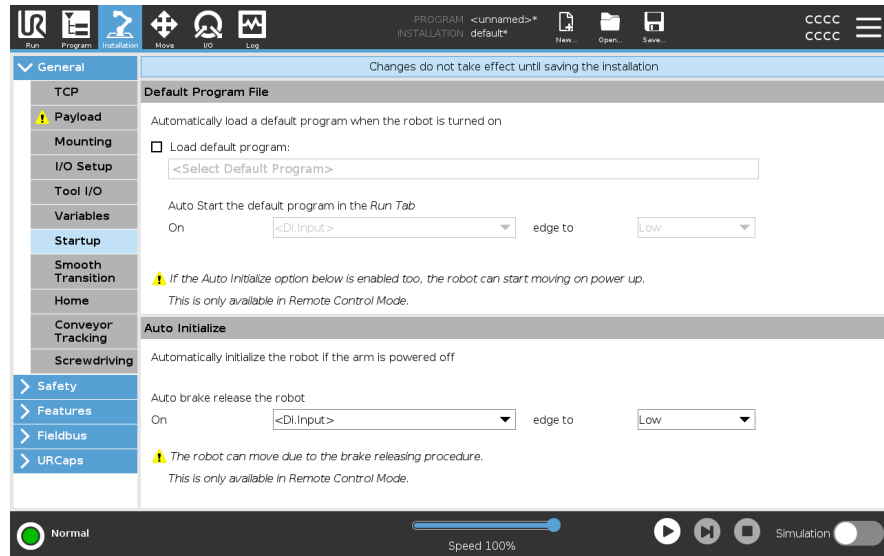 PROGRAM <unnamed>*
INSTALLATION default*
cccc
cccc
Run Program Installation Move I/O Log New... Open... Save...
General
Changes do not take effect until saving the installation
TCP
Payload
Mounting
I/O Setup
Tool I/O
Variables
Startup
Smooth
Transition
Home
Conveyor
Tracking
Screwdriving
Safety
Features
Fieldbus
URCaps
Default Program File
Automatically load a default program when the robot is turned on
Load default program:
<Select Default Program>
Auto Start the default program in the Run Tab
On <Di.Input> edge to Low
If the Auto Initialize option below is enabled too, the robot can start moving on power up.
This is only available in Remote Control Mode.
Auto Initialize
Automatically initialize the robot if the arm is powered off
Auto brake release the robot
On <Di.Input> edge to Low
The robot can move due to the brake releasing procedure.
This is only available in Remote Control Mode.
Normal
Speed 100%
Simulation